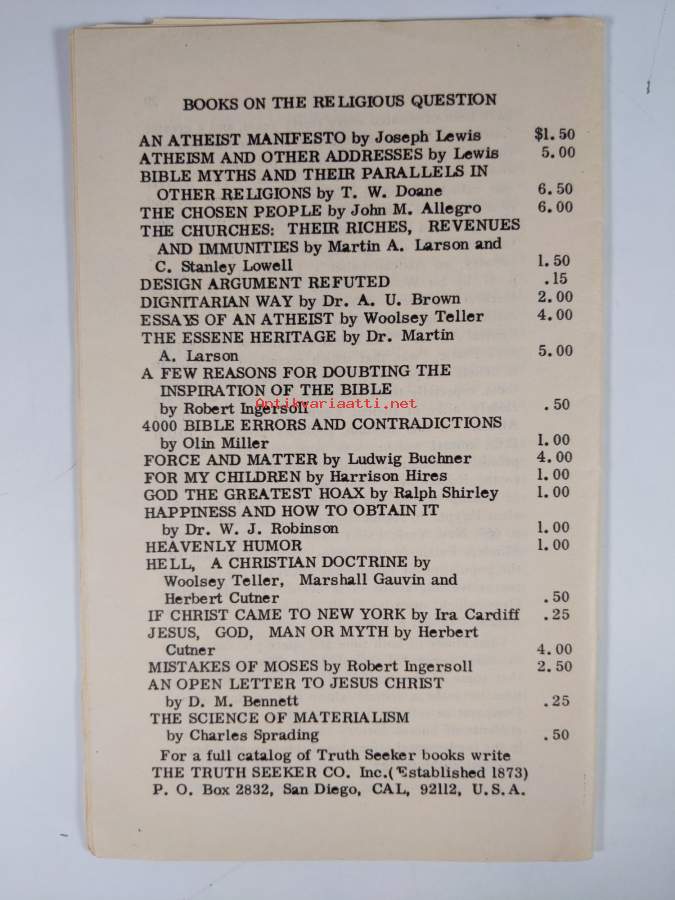 BOOKS ON THE RELIGIOUS QUESTION
AN ATHEIST MANIFESTO by Joseph Lewis $1.50
ATHEISM AND OTHER ADDRESSES by Lewis 5.00
BIBLE MYTHS AND THEIR PARALLELS IN
OTHER RELIGIONS by T. W. Doane 6.50
THE CHOSEN PEOPLE by John M. Allegro 6.00
THE CHURCHES: THEIR RICHES, REVENUES
AND IMMUNITIES by Martin A. Larson and
C. Stanley Lowell 1.50
DESIGN ARGUMENT REFUTED .15
DIGNITARIAN WAY by Dr. A. U. Brown 2.00
ESSAYS OF AN ATHEIST by Woolsey Teller 4.00
THE ESSENE HERITAGE by Dr. Martin
A. Larson 5.00
A FEW REASONS FOR DOUBTING THE
INSPIRATION OF THE BIBLE
Antikvariaatti.net
by Robert Ingersoll .50
4000 BIBLE ERRORS AND CONTRADICTIONS
by Olin Miller 1.00
FORCE AND MATTER by Ludwig Buchner 4.00
FOR MY CHILDREN by Harrison Hires 1.00
GOD THE GREATEST HOAX by Ralph Shirley 1.00
HAPPINESS AND HOW TO OBTAIN IT
by Dr. W. J. Robinson 1.00
HEAVENLY HUMOR 1.00
HELL, A CHRISTIAN DOCTRINE by
Woolsey Teller, Marshall Gauvin and
Herbert Cutner .50
IF CHRIST CAME TO NEW YORK by Ira Cardiff .25
JESUS, GOD, MAN OR MYTH by Herbert
Cutner 4.00
MISTAKES OF MOSES by Robert Ingersoll 2.50
AN OPEN LETTER TO JESUS CHRIST
by D. M. Bennett .25
THE SCIENCE OF MATERIALISM
by Charles Sprading .50
For a full catalog of Truth Seeker books write
THE TRUTH SEEKER CO. Inc.(Established 1873)
P. O. Box 2832, San Diego, CAL, 92112, U.S.A.